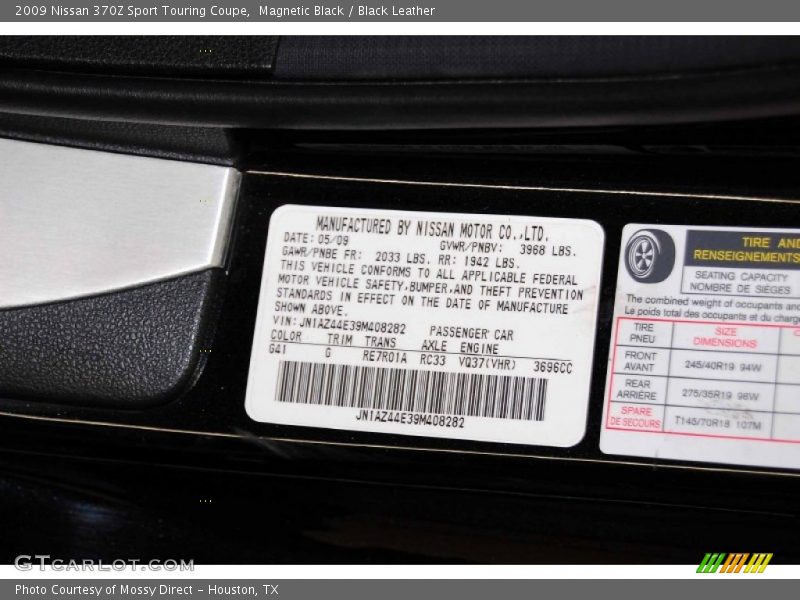 2009 Nissan 370Z Sport Touring Coupe,  Magnetic Black / Black Leather
MANUFACTURED BY NISSAN MOTOR CO.,LTD.
DATE: 05/09 GVWR/PNBV: 3968 LBS.
GAWR/PNBE FR: 2033 LBS. RR: 1942 LBS.
THIS VEHICLE CONFORMS TO ALL APPLICABLE FEDERAL
MOTOR VEHICLE SAFETY,BUMPER,AND THEFT PREVENTION
STANDARDS IN EFFECT ON THE DATE OF MANUFACTURE
SHOWN ABOVE.
VIN: JN1AZ44E39M408282 PASSENGER CAR
COLOR TRIM TRANS AXLE ENGINE
G41 G RE7R01A RC33 VQ37(VHR) 3696CC
JN1AZ44E39M408282
TIRE AND
RENSEIGNEMENTS
SEATING CAPACITY
NOMBRE DE SIÈGES
The combined weight of occupants and
Le poids total des occupants et du charge
TIRE
PNEU
SIZE
DIMENSIONS
FRONT
AVANT
245/40R19 94W
REAR
ARRIÈRE
275/35R19 96W
SPARE
DE SECOURS
T145/70R18 107M
GTCARLOT.COM
Photo Courtesy of Mossy Direct - Houston, TX